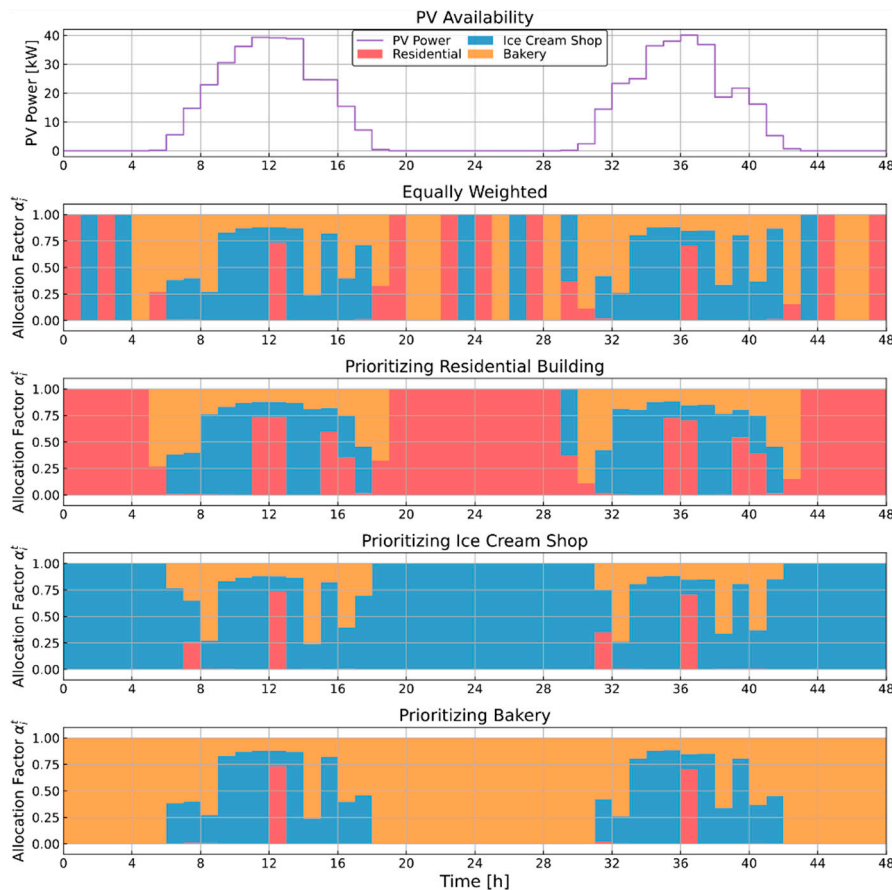 PV Availability
PV Power [kW]
40
30
20
10
0
PV Power
Residential
Ice Cream Shop
Bakery
0 4 8 12 16 20 24 28 32 36 40 44 48
Equally Weighted
Allocation Factor α_i^t
1.00
0.75
0.50
0.25
0.00
0 4 8 12 16 20 24 28 32 36 40 44 48
Prioritizing Residential Building
Allocation Factor α_i^t
1.00
0.75
0.50
0.25
0.00
0 4 8 12 16 20 24 28 32 36 40 44 48
Prioritizing Ice Cream Shop
Allocation Factor α_i^t
1.00
0.75
0.50
0.25
0.00
0 4 8 12 16 20 24 28 32 36 40 44 48
Prioritizing Bakery
Allocation Factor α_i^t
1.00
0.75
0.50
0.25
0.00
0 4 8 12 16 20 24 28 32 36 40 44 48
Time [h]